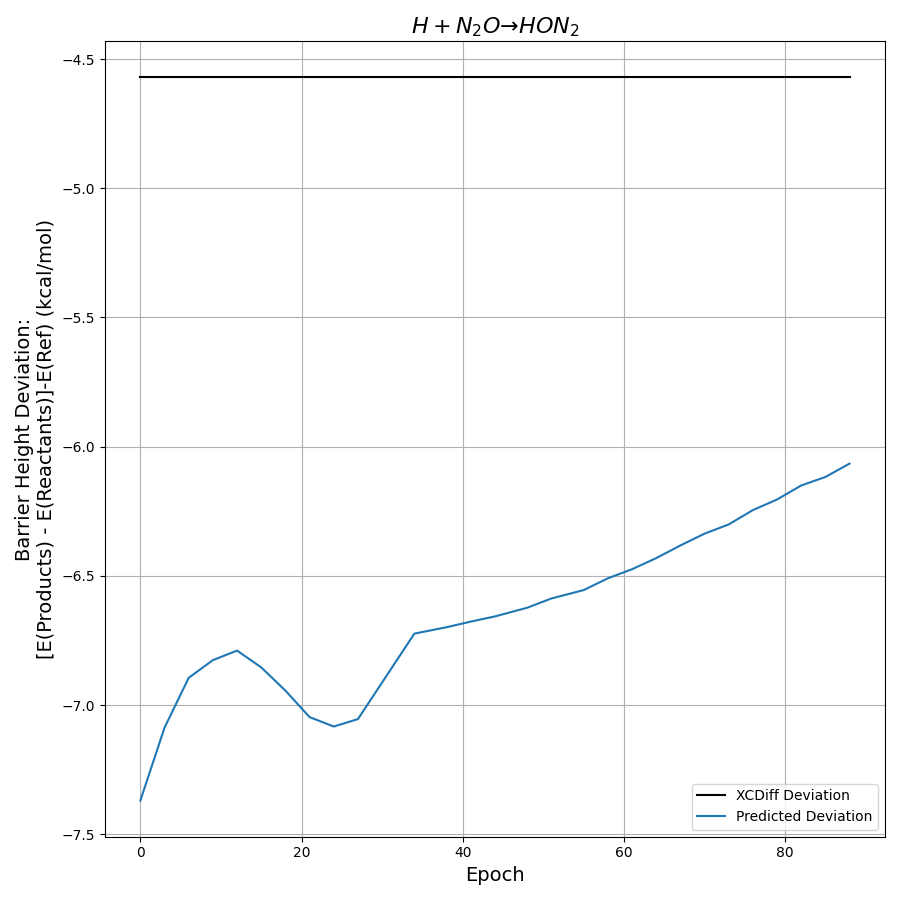 H + N₂O→HON₂
Barrier Height Deviation:
[E(Products) - E(Reactants)]-E(Ref) (kcal/mol)
−4.5
−5.0
−5.5
−6.0
−6.5
−7.0
−7.5
0
20
40
60
80
Epoch
XCDiff Deviation
Predicted Deviation